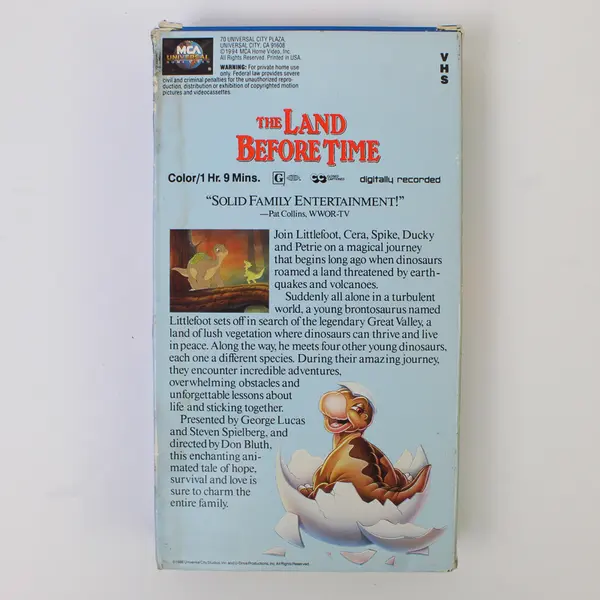 MCA
UNIVERSAL
70 UNIVERSAL CITY PLAZA,
UNIVERSAL CITY, CA 91608
©1994 MCA Home Video, Inc.
All Rights Reserved. Printed in USA.
WARNING: For private home use
only. Federal law provides severe
civil and criminal penalties for the unauthorized repro-
duction, distribution or exhibition of copyrighted motion
pictures and videocassettes.
VHS
THE LAND
BEFORE TIME
Color/1 Hr. 9 Mins. G digitally recorded
“SOLID FAMILY ENTERTAINMENT!”
—Pat Collins, WWOR-TV
Join Littlefoot, Cera, Spike, Ducky
and Petrie on a magical journey
that begins long ago when dinosaurs
roamed a land threatened by earth-
quakes and volcanoes.
Suddenly all alone in a turbulent
world, a young brontosaurus named
Littlefoot sets off in search of the legendary Great Valley, a
land of lush vegetation where dinosaurs can thrive and live
in peace. Along the way, he meets four other young dinosaurs,
each one a different species. During their amazing journey,
they encounter incredible adventures,
overwhelming obstacles and
unforgettable lessons about
life and sticking together.
Presented by George Lucas
and Steven Spielberg, and
directed by Don Bluth,
this enchanting ani-
mated tale of hope,
survival and love is
sure to charm the
entire family.